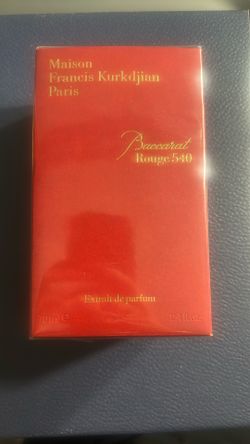 Maison
Francis Kurkdjian
Paris
Baccarat
Rouge 540
Extrait de parfum